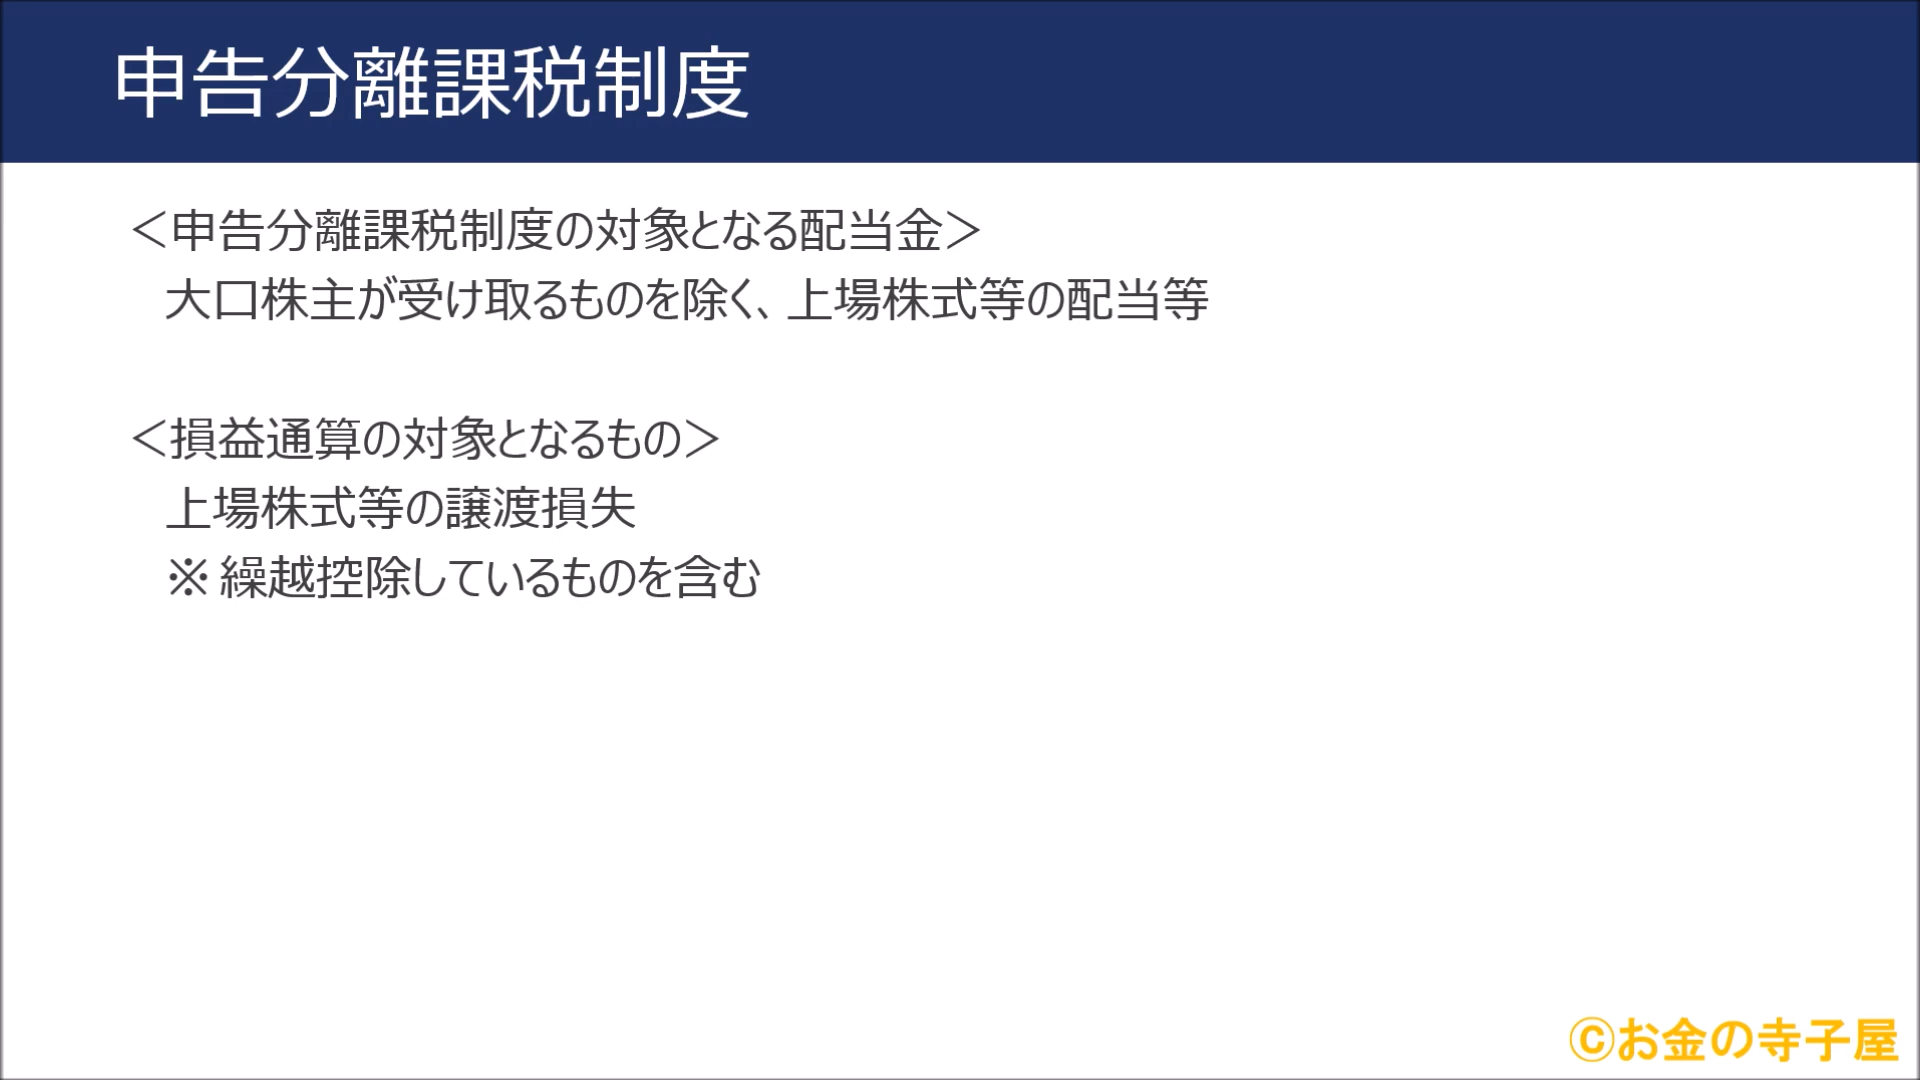 申告分離課税制度
＜申告分離課税制度の対象となる配当金＞
大口株主が受け取るものを除く、上場株式等の配当等
＜損益通算の対象となるもの＞
上場株式等の譲渡損失
※ 繰越控除しているものを含む
©お金の寺子屋